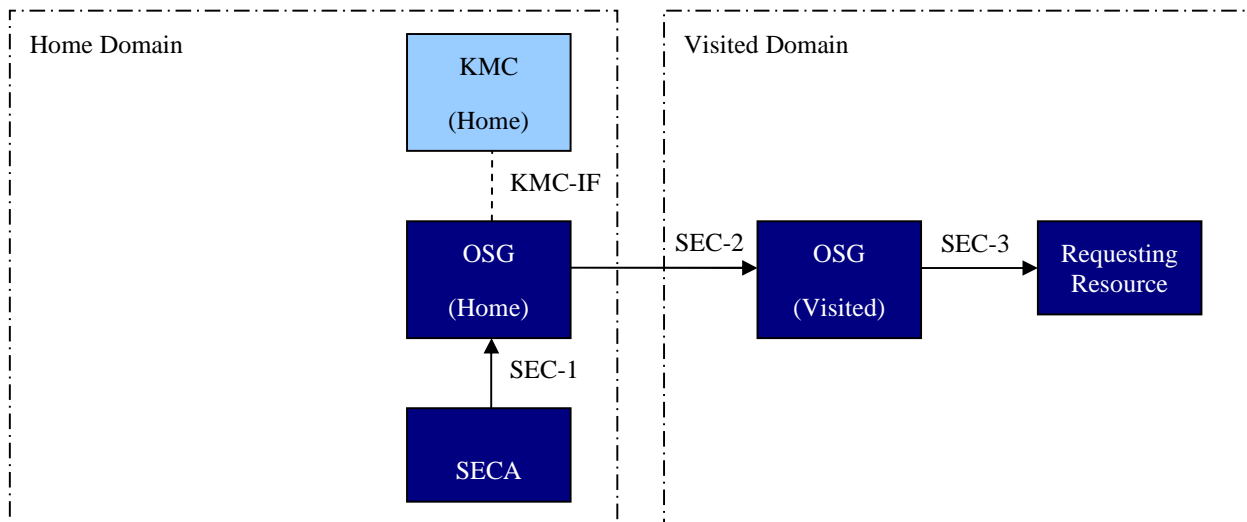 Home Domain
KMC
(Home)
KMC-IF
OSG
(Home)
SEC-1
SECA
Visited Domain
SEC-2
OSG
(Visited)
SEC-3
Requesting
Resource